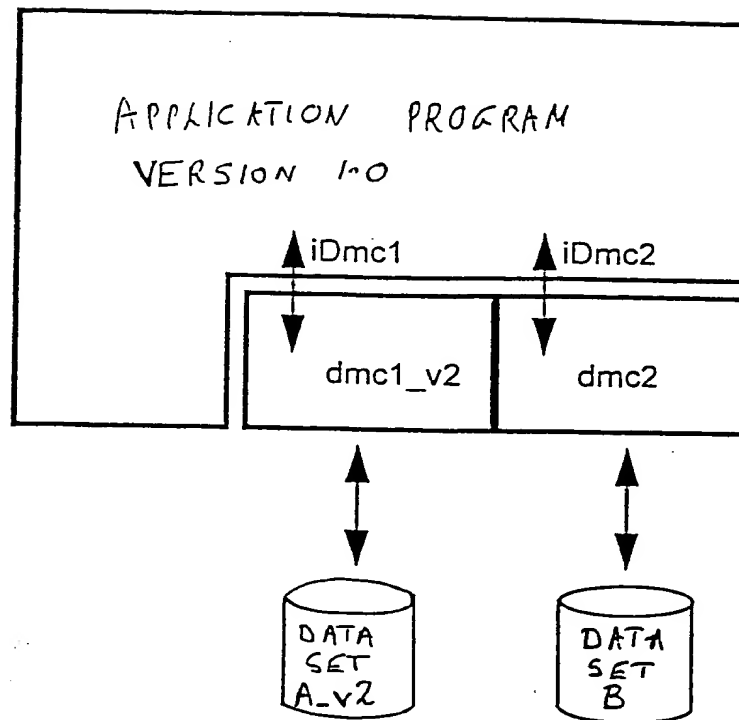 APPLICATION PROGRAM
VERSION 1.0
iDmc1
iDmc2
dmc1_v2
dmc2
DATA
SET
A_v2
DATA
SET
B